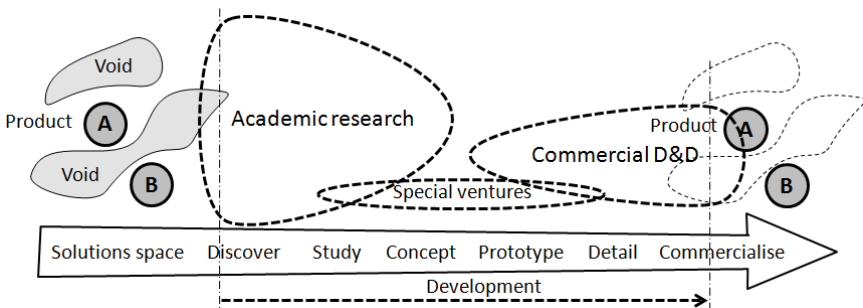 Void
Product A
Void
B
Academic research
Special ventures
Commercial D&D
Product A
B
Solutions space Discover Study Concept Prototype Detail Commercialise
Development